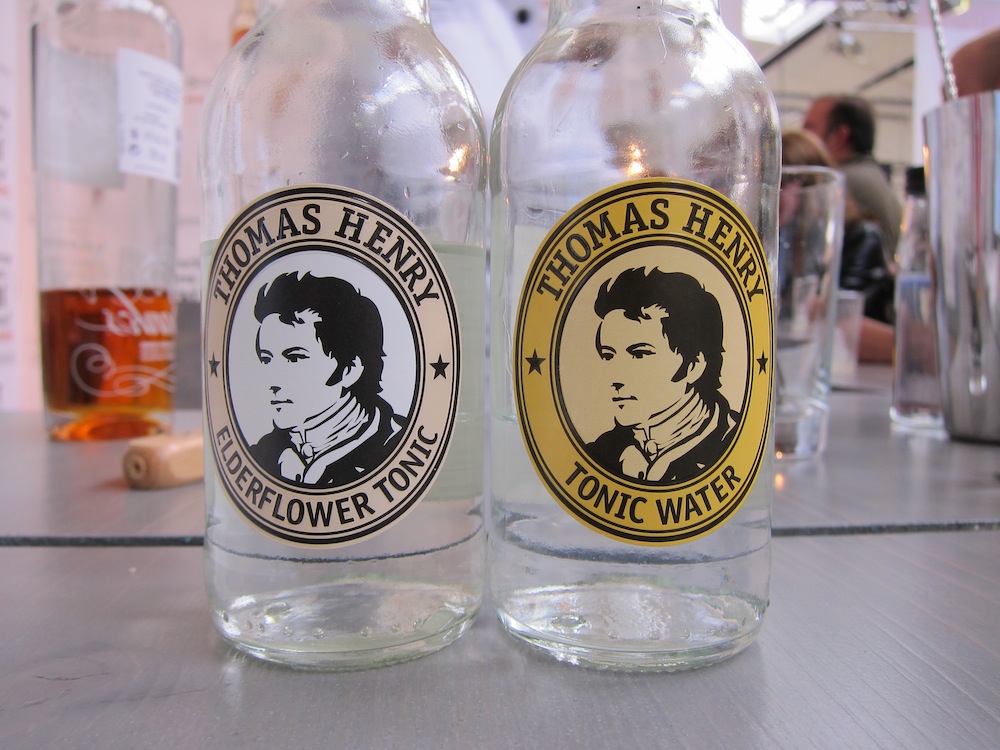 THOMAS HENRY
ELDERFLOWER TONIC
THOMAS HENRY
TONIC WATER